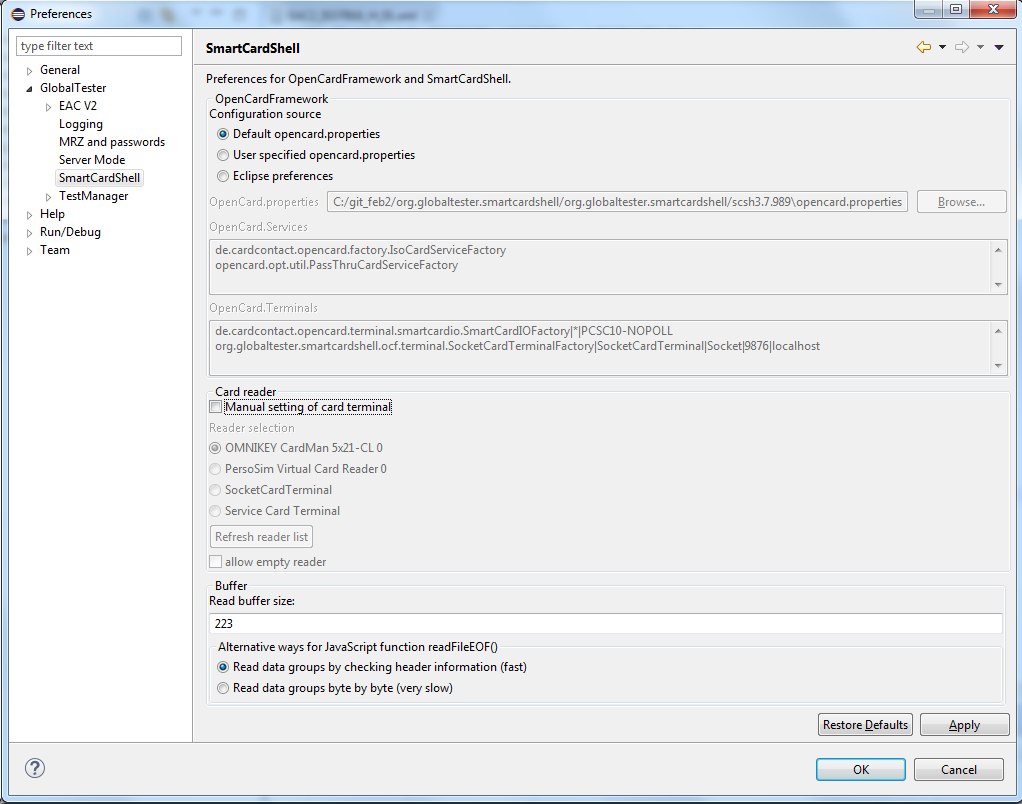 Preferences
type filter text
General
GlobalTester
EAC V2
Logging
MRZ and passwords
Server Mode
SmartCardShell
TestManager
Help
Run/Debug
Team
SmartCardShell
Preferences for OpenCardFramework and SmartCardShell.
OpenCardFramework
Configuration source
Default opencard.properties
User specified opencard.properties
Eclipse preferences
OpenCard.properties C:/git_feb2/org.globaltester.smartcardshell/org.globaltester.smartcardshell/scsh3.7.989\opencard.properties Browse...
OpenCard.Services
de.cardcontact.opencard.factory.IsoCardServiceFactory
opencard.opt.util.PassThruCardServiceFactory
OpenCard.Terminals
de.cardcontact.opencard.terminal.smartcardio.SmartCardIOFactory|*|PCSC10-NOPOLL
org.globaltester.smartcardshell.ocf.terminal.SocketCardTerminalFactory|SocketCardTerminal|Socket|9876|localhost
Card reader
Manual setting of card terminal
Reader selection
OMNIKEY CardMan 5x21-CL 0
PersoSim Virtual Card Reader 0
SocketCardTerminal
Service Card Terminal
Refresh reader list
allow empty reader
Buffer
Read buffer size:
223
Alternative ways for JavaScript function readFileEOF()
Read data groups by checking header information (fast)
Read data groups byte by byte (very slow)
Restore Defaults Apply
? OK Cancel